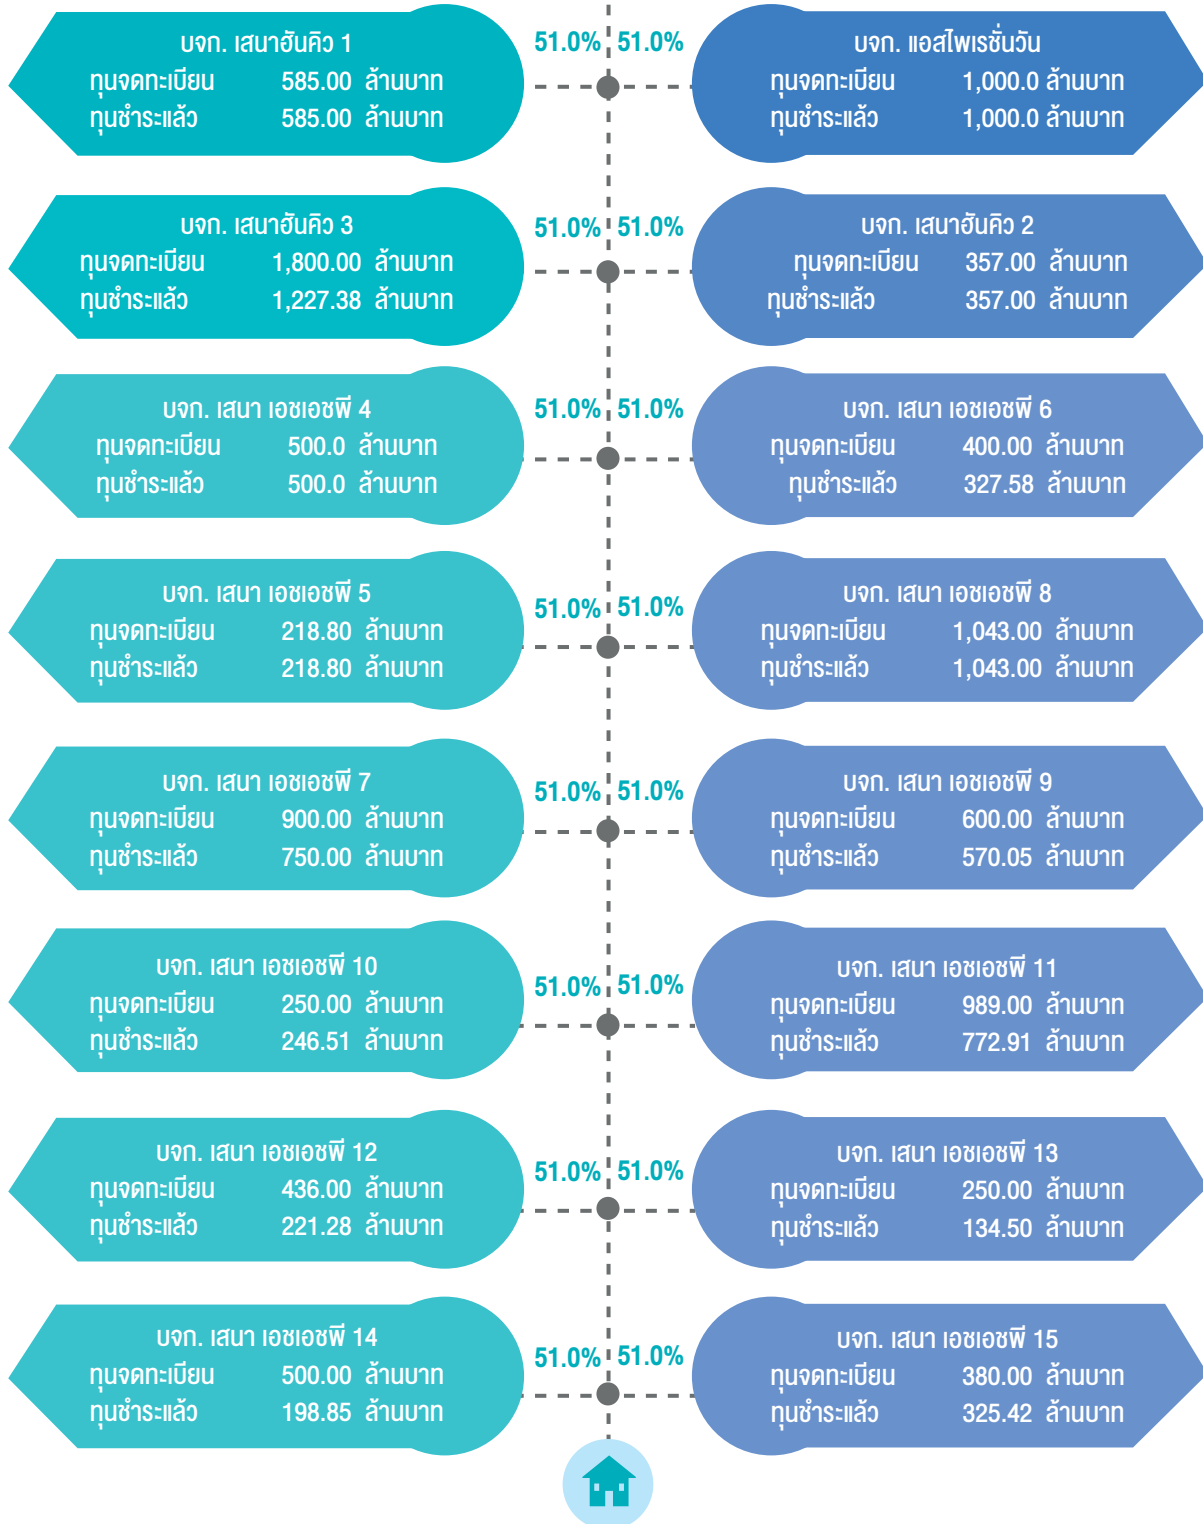 บจก. เสนาฮันคิว 1
ทุนจดทะเบียน 585.00 ล้านบาท
ทุนชำระแล้ว 585.00 ล้านบาท
51.0% 51.0%
บจก. แอสไพเรชั่นวัน
ทุนจดทะเบียน 1,000.0 ล้านบาท
ทุนชำระแล้ว 1,000.0 ล้านบาท
บจก. เสนาฮันคิว 3
ทุนจดทะเบียน 1,800.00 ล้านบาท
ทุนชำระแล้ว 1,227.38 ล้านบาท
51.0% 51.0%
บจก. เสนาฮันคิว 2
ทุนจดทะเบียน 357.00 ล้านบาท
ทุนชำระแล้ว 357.00 ล้านบาท
บจก. เสนา เอชเอชพี 4
ทุนจดทะเบียน 500.0 ล้านบาท
ทุนชำระแล้ว 500.0 ล้านบาท
51.0% 51.0%
บจก. เสนา เอชเอชพี 6
ทุนจดทะเบียน 400.00 ล้านบาท
ทุนชำระแล้ว 327.58 ล้านบาท
บจก. เสนา เอชเอชพี 5
ทุนจดทะเบียน 218.80 ล้านบาท
ทุนชำระแล้ว 218.80 ล้านบาท
51.0% 51.0%
บจก. เสนา เอชเอชพี 8
ทุนจดทะเบียน 1,043.00 ล้านบาท
ทุนชำระแล้ว 1,043.00 ล้านบาท
บจก. เสนา เอชเอชพี 7
ทุนจดทะเบียน 900.00 ล้านบาท
ทุนชำระแล้ว 750.00 ล้านบาท
51.0% 51.0%
บจก. เสนา เอชเอชพี 9
ทุนจดทะเบียน 600.00 ล้านบาท
ทุนชำระแล้ว 570.05 ล้านบาท
บจก. เสนา เอชเอชพี 10
ทุนจดทะเบียน 250.00 ล้านบาท
ทุนชำระแล้ว 246.51 ล้านบาท
51.0% 51.0%
บจก. เสนา เอชเอชพี 11
ทุนจดทะเบียน 989.00 ล้านบาท
ทุนชำระแล้ว 772.91 ล้านบาท
บจก. เสนา เอชเอชพี 12
ทุนจดทะเบียน 436.00 ล้านบาท
ทุนชำระแล้ว 221.28 ล้านบาท
51.0% 51.0%
บจก. เสนา เอชเอชพี 13
ทุนจดทะเบียน 250.00 ล้านบาท
ทุนชำระแล้ว 134.50 ล้านบาท
บจก. เสนา เอชเอชพี 14
ทุนจดทะเบียน 500.00 ล้านบาท
ทุนชำระแล้ว 198.85 ล้านบาท
51.0% 51.0%
บจก. เสนา เอชเอชพี 15
ทุนจดทะเบียน 380.00 ล้านบาท
ทุนชำระแล้ว 325.42 ล้านบาท